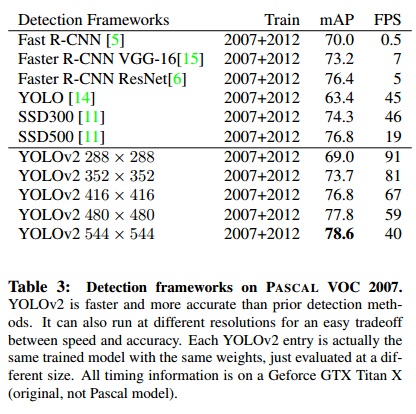 Detection Frameworks Train mAP FPS
Fast R-CNN [5] 2007+2012 70.0 0.5
Faster R-CNN VGG-16[15] 2007+2012 73.2 7
Faster R-CNN ResNet[6] 2007+2012 76.4 5
YOLO [14] 2007+2012 63.4 45
SSD300 [11] 2007+2012 74.3 46
SSD500 [11] 2007+2012 76.8 19
YOLOv2 288 × 288 2007+2012 69.0 91
YOLOv2 352 × 352 2007+2012 73.7 81
YOLOv2 416 × 416 2007+2012 76.8 67
YOLOv2 480 × 480 2007+2012 77.8 59
YOLOv2 544 × 544 2007+2012 78.6 40
Table 3: Detection frameworks on PASCAL VOC 2007.
YOLOv2 is faster and more accurate than prior detection meth-
ods. It can also run at different resolutions for an easy tradeoff
between speed and accuracy. Each YOLOv2 entry is actually the
same trained model with the same weights, just evaluated at a dif-
ferent size. All timing information is on a Geforce GTX Titan X
(original, not Pascal model).